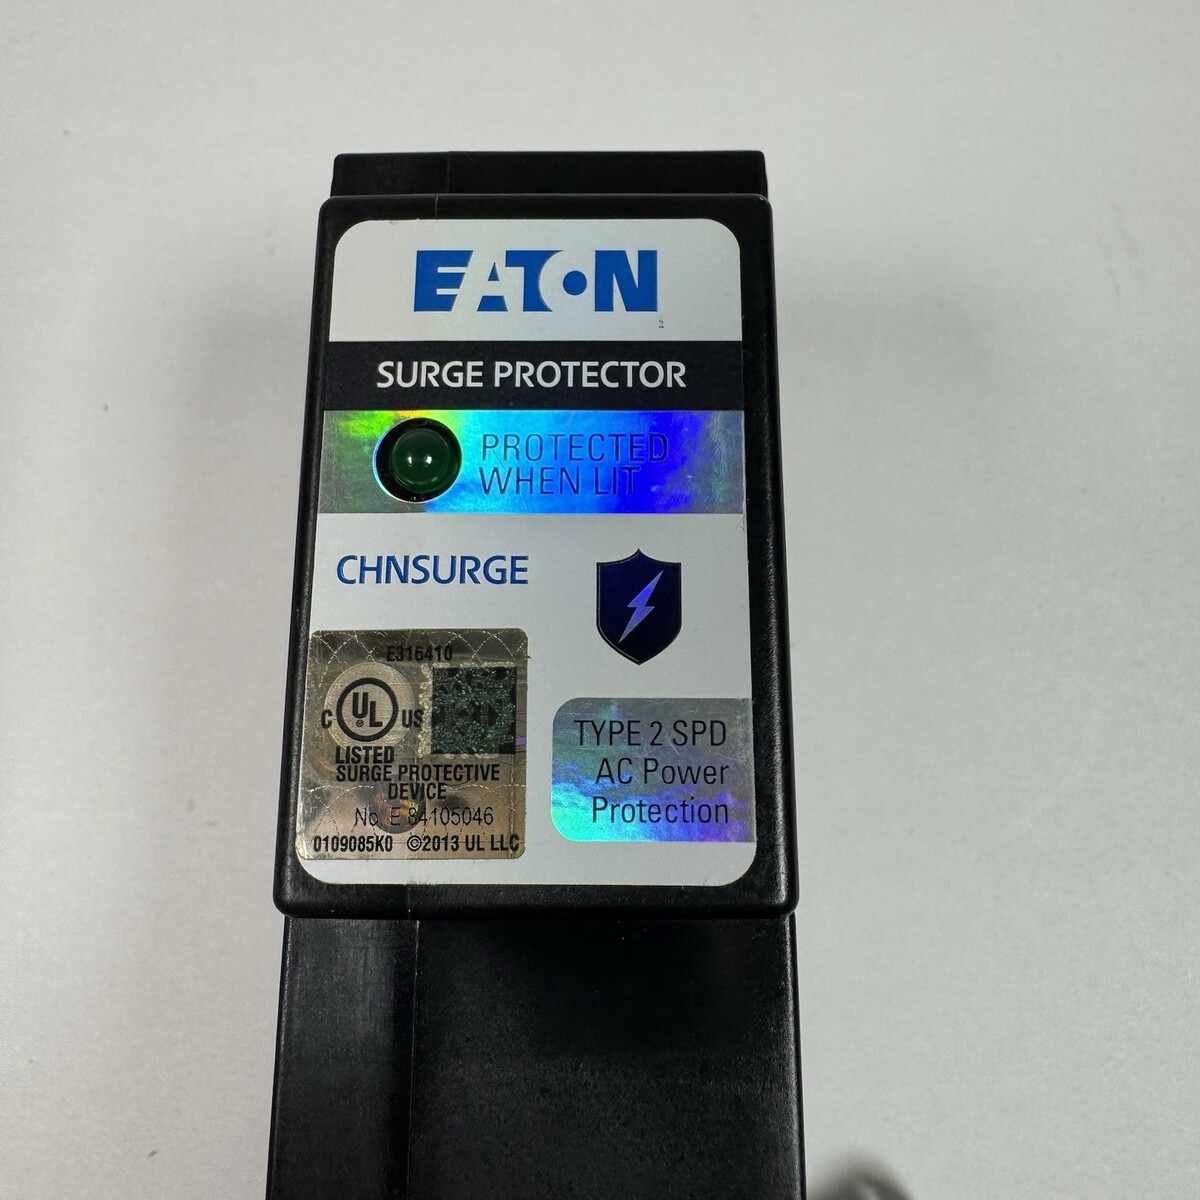 EATON
SURGE PROTECTOR
PROTECTED
WHEN LIT
CHNSURGE
E316410
C UL US
LISTED
SURGE PROTECTIVE
DEVICE
No. E 84105046
0109085K0 ©2013 UL LLC
TYPE 2 SPD
AC Power
Protection